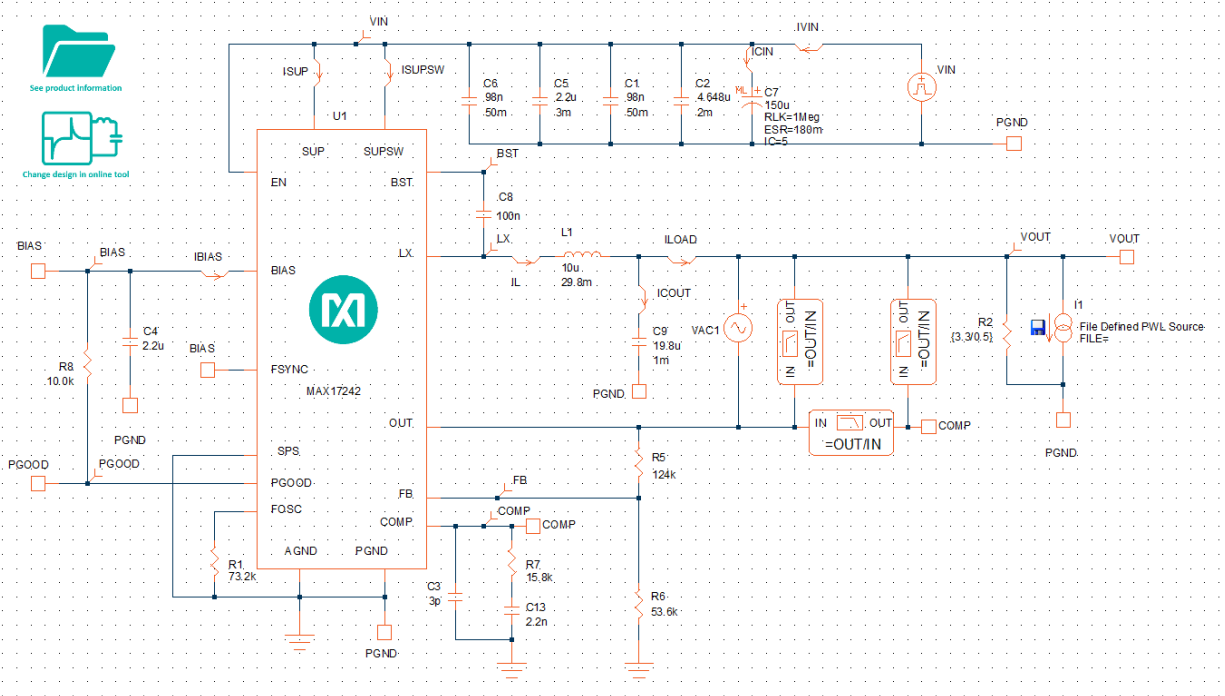 See product information
Change design in online tool
VIN
ISUP
ISUPSW
U1
IVIN
ICIN
VIN
C6
.98n
50m
C5
2.2u
3m
C1
.98n
50m
C2
4.648u
2m
ML
+
C7
150u
RLK=1Meg
ESR=180m
IC=5
PGND
SUP
SUPSW
EN
BST
BST
C8
100n
LX
LX
IL
L1
10u
29.8m
ILOAD
ICOUT
C9
19.8u
1m
PGND
VAC1
+
OUT
=OUT/IN
IN
OUT
=OUT/IN
IN
IN OUT
=OUT/IN
COMP
VOUT
VOUT
R2
{3.3/0.5}
I1
File Defined PWL Source
FILE=
PGND
BIAS
BIAS
IBIAS
BIAS
C4
2.2u
R8
10.0k
PGND
BIAS
FSYNC
MAX17242
OUT
SPS
PGOOD
PGOOD
PGOOD
FOSC
R1
73.2k
FB
FB
COMP
COMP
COMP
AGND
PGND
PGND
C3
3p
R7
15.8k
C13
2.2n
R5
124k
R6
53.6k